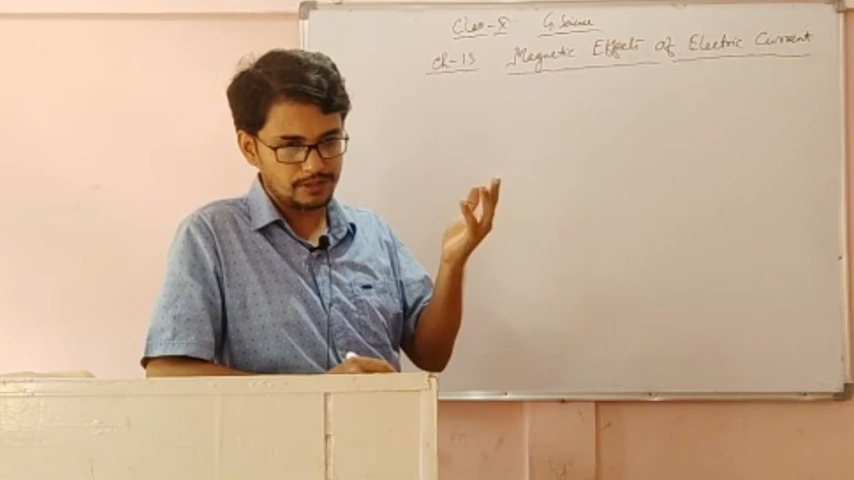 Class-X G. Science
Ch-13 Magnetic Effects of Electric Current